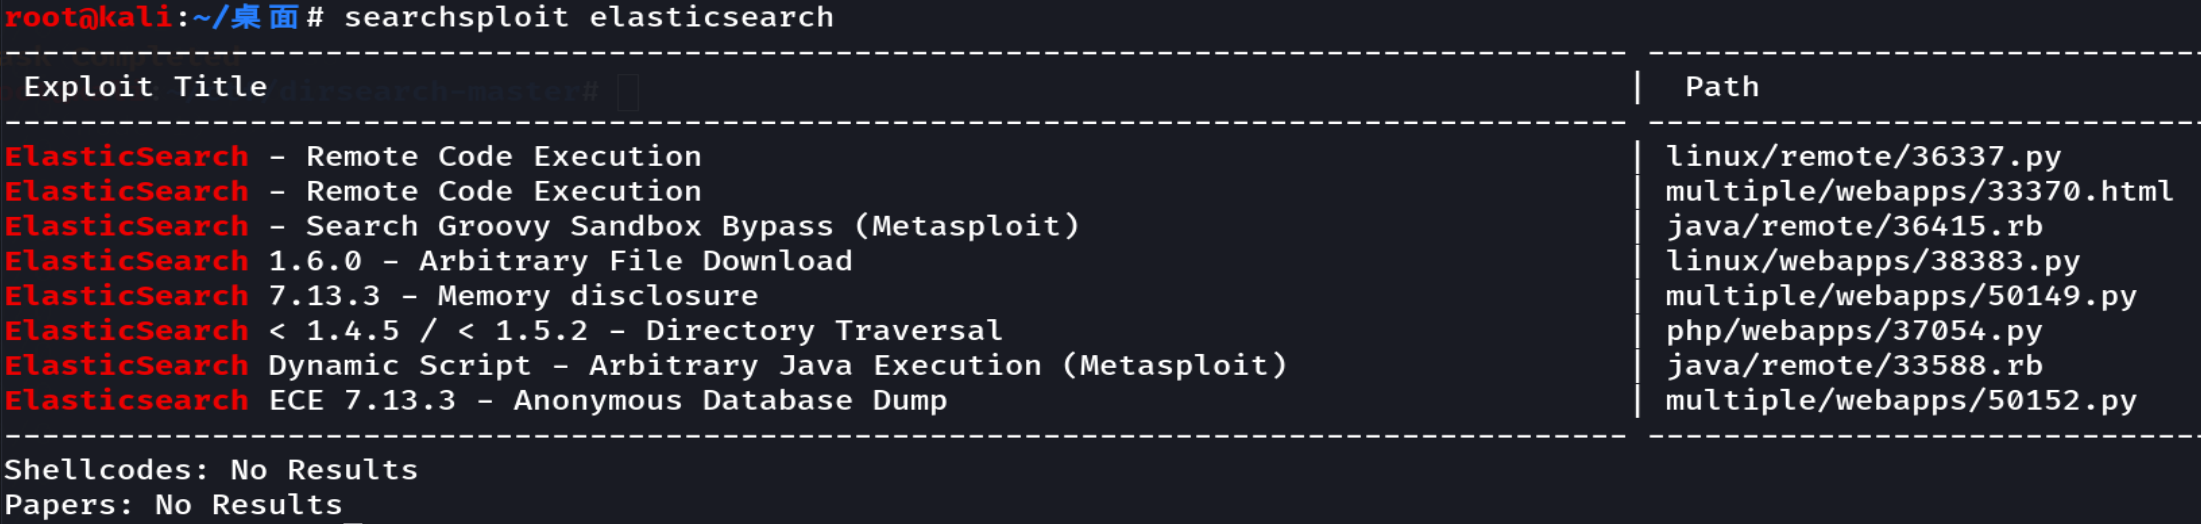 root@kali:~/桌面# searchsploit elasticsearch
ask Completed
Exploit Title | Path
/dirsearch-master#
ElasticSearch - Remote Code Execution | linux/remote/36337.py
ElasticSearch - Remote Code Execution | multiple/webapps/33370.html
ElasticSearch - Search Groovy Sandbox Bypass (Metasploit) | java/remote/36415.rb
ElasticSearch 1.6.0 - Arbitrary File Download | linux/webapps/38383.py
ElasticSearch 7.13.3 - Memory disclosure | multiple/webapps/50149.py
ElasticSearch < 1.4.5 / < 1.5.2 - Directory Traversal | php/webapps/37054.py
ElasticSearch Dynamic Script - Arbitrary Java Execution (Metasploit) | java/remote/33588.rb
Elasticsearch ECE 7.13.3 - Anonymous Database Dump | multiple/webapps/50152.py
Shellcodes: No Results
Papers: No Results